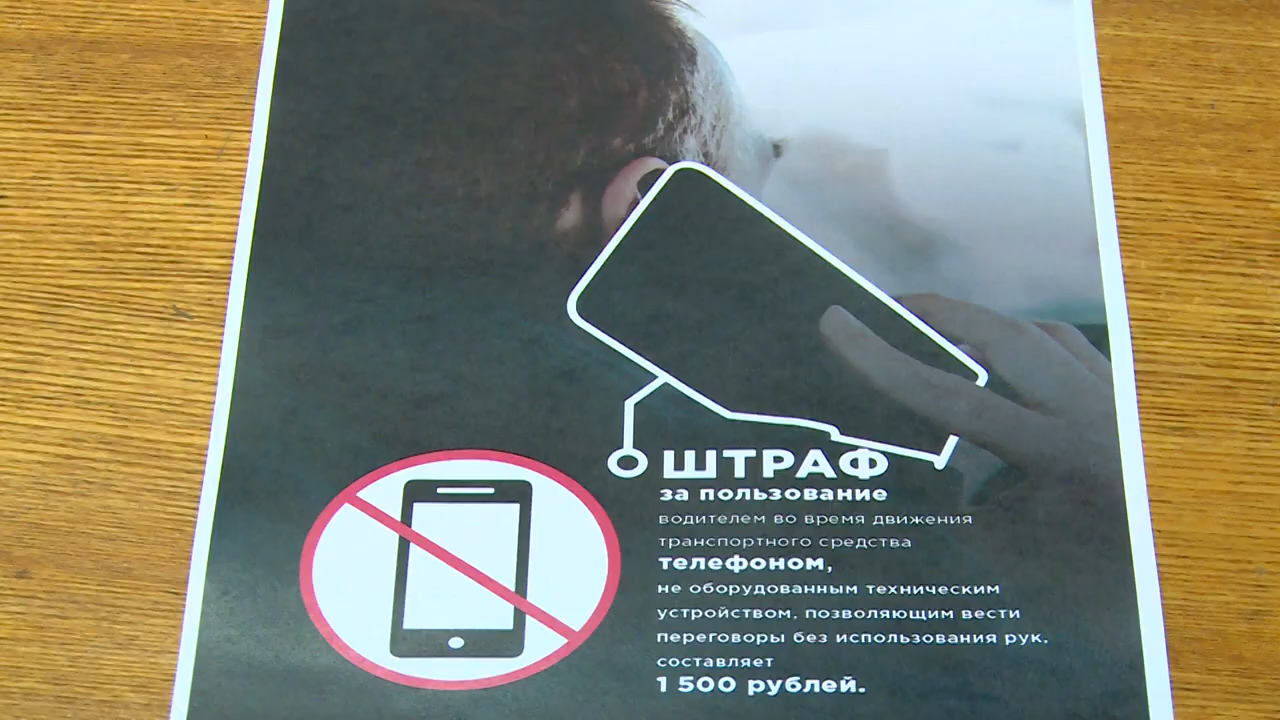 ШТРАФ
за пользование
водителем во время движения
транспортного средства
телефоном,
не оборудованным техническим
устройством, позволяющим вести
переговоры без использования рук,
составляет
1 500 рублей.